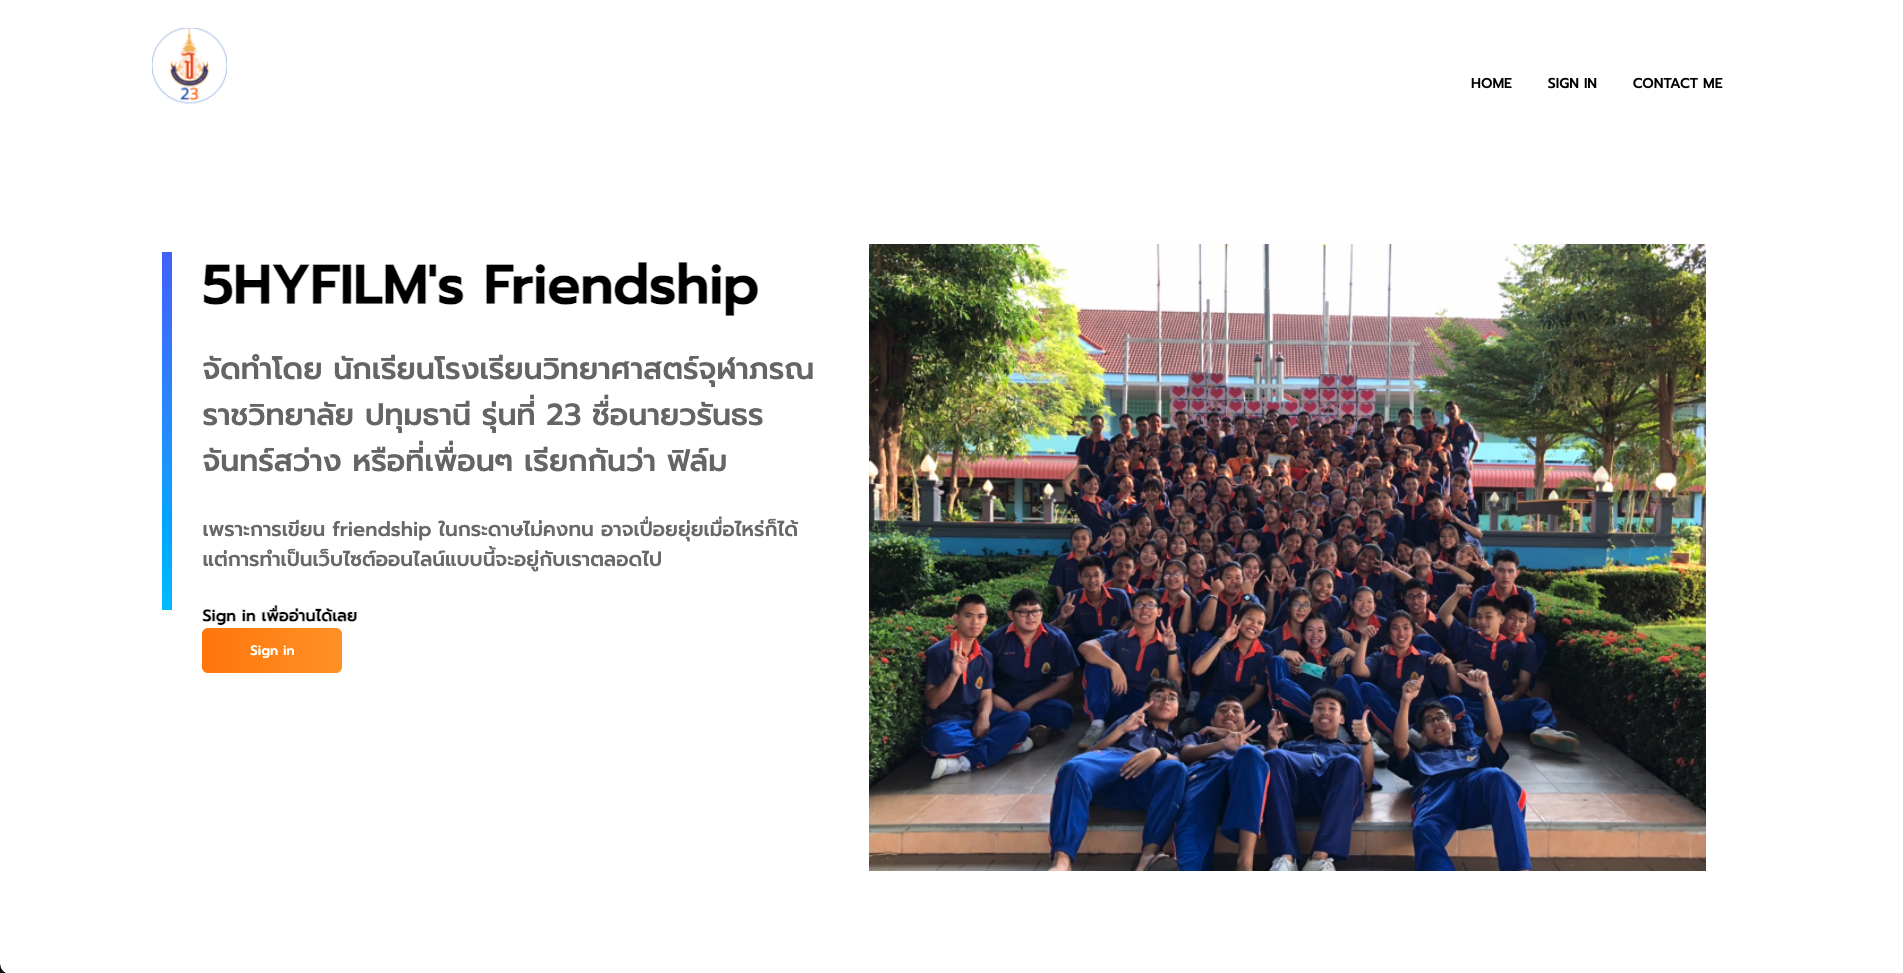 23
HOME SIGN IN CONTACT ME
5HYFILM's Friendship
จัดทำโดย นักเรียนโรงเรียนวิทยาศาสตร์จุฬาภรณ
ราชวิทยาลัย ปทุมธานี รุ่นที่ 23 ชื่อนายวรันธร
จันทร์สว่าง หรือที่เพื่อนๆ เรียกกันว่า ฟิล์ม
เพราะการเขียน friendship ในกระดาษไม่คงทน อาจเปื่อยยุ่ยเมื่อไหร่ก็ได้
แต่การทำเป็นเว็บไซต์ออนไลน์แบบนี้จะอยู่กับเราตลอดไป
Sign in เพื่ออ่านได้เลย
Sign in